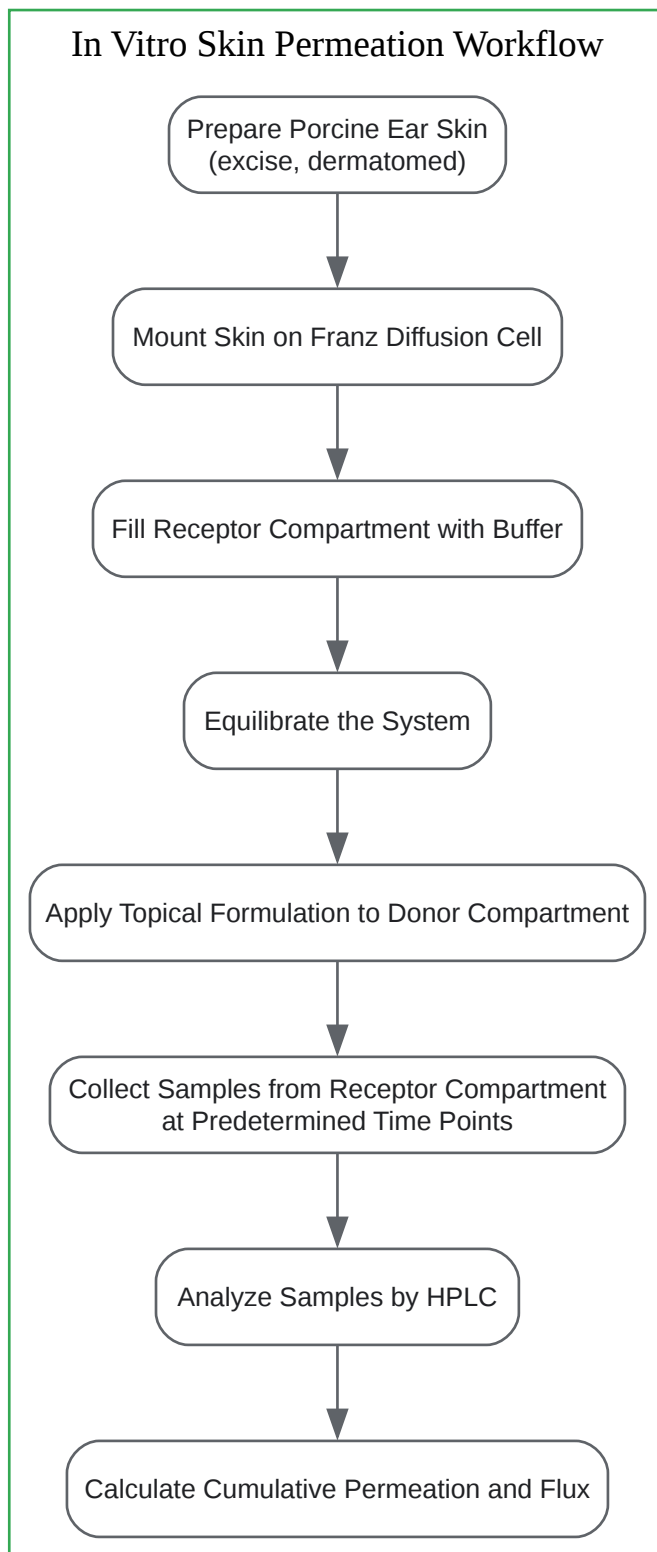 In Vitro Skin Permeation Workflow
Prepare Porcine Ear Skin
(excise, dermatomed)
Mount Skin on Franz Diffusion Cell
Fill Receptor Compartment with Buffer
Equilibrate the System
Apply Topical Formulation to Donor Compartment
Collect Samples from Receptor Compartment
at Predetermined Time Points
Analyze Samples by HPLC
Calculate Cumulative Permeation and Flux